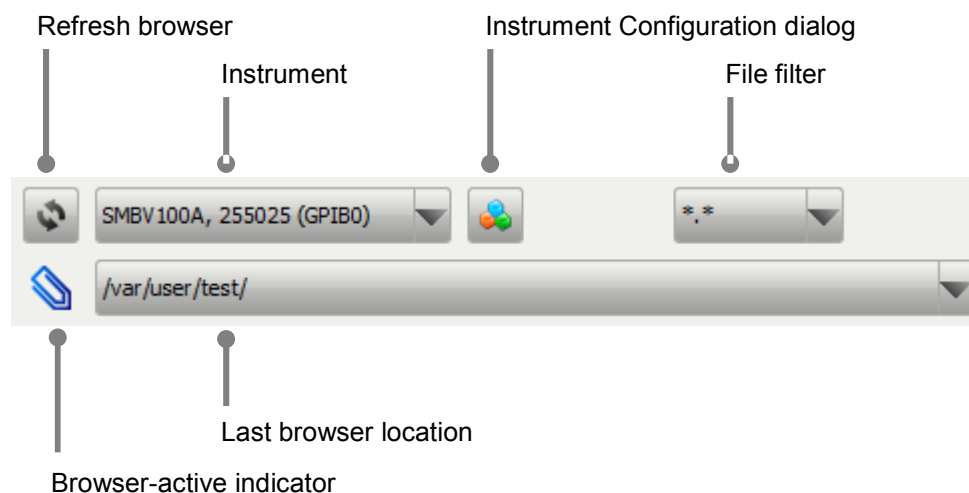 Refresh browser
Instrument Configuration dialog
Instrument
File filter
SMBV100A, 255025 (GPIB0)
*.*
/var/user/test/
Last browser location
Browser-active indicator